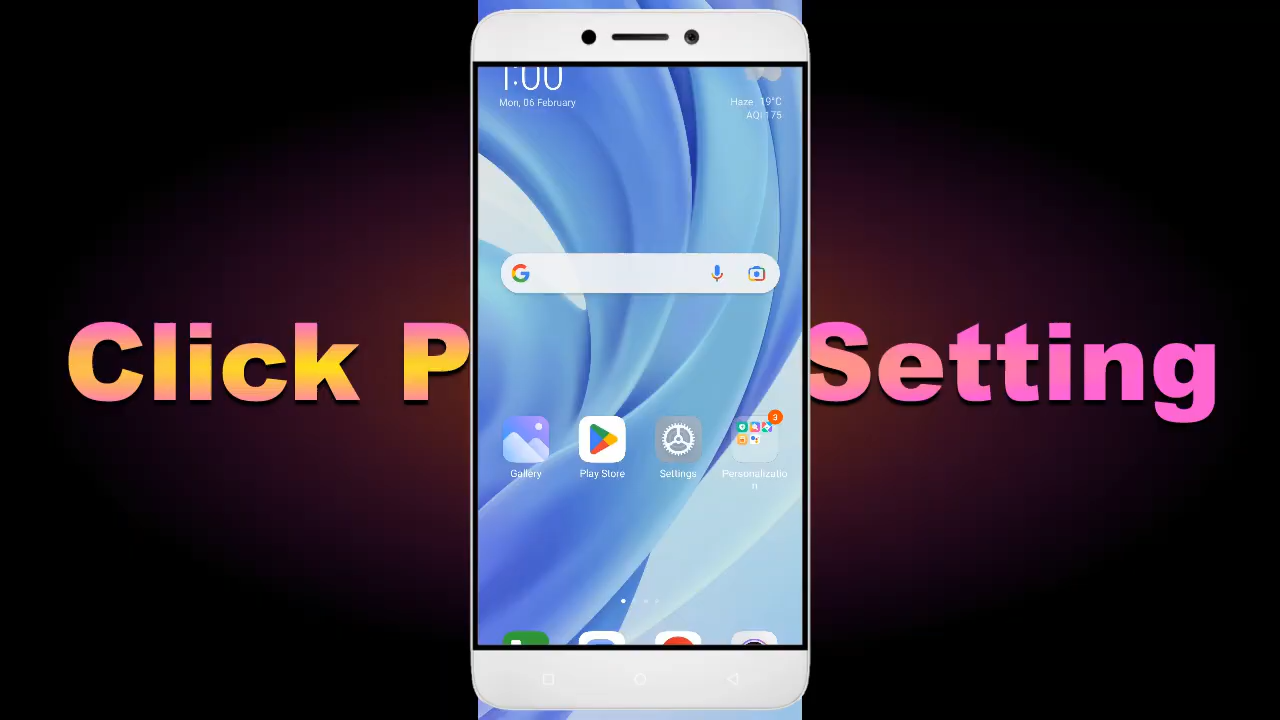 1:00
Mon, 06 February
Haze 19°C
AQI 175
Click P
Setting
3
Gallery
Play Store
Settings
Personalizatio
n